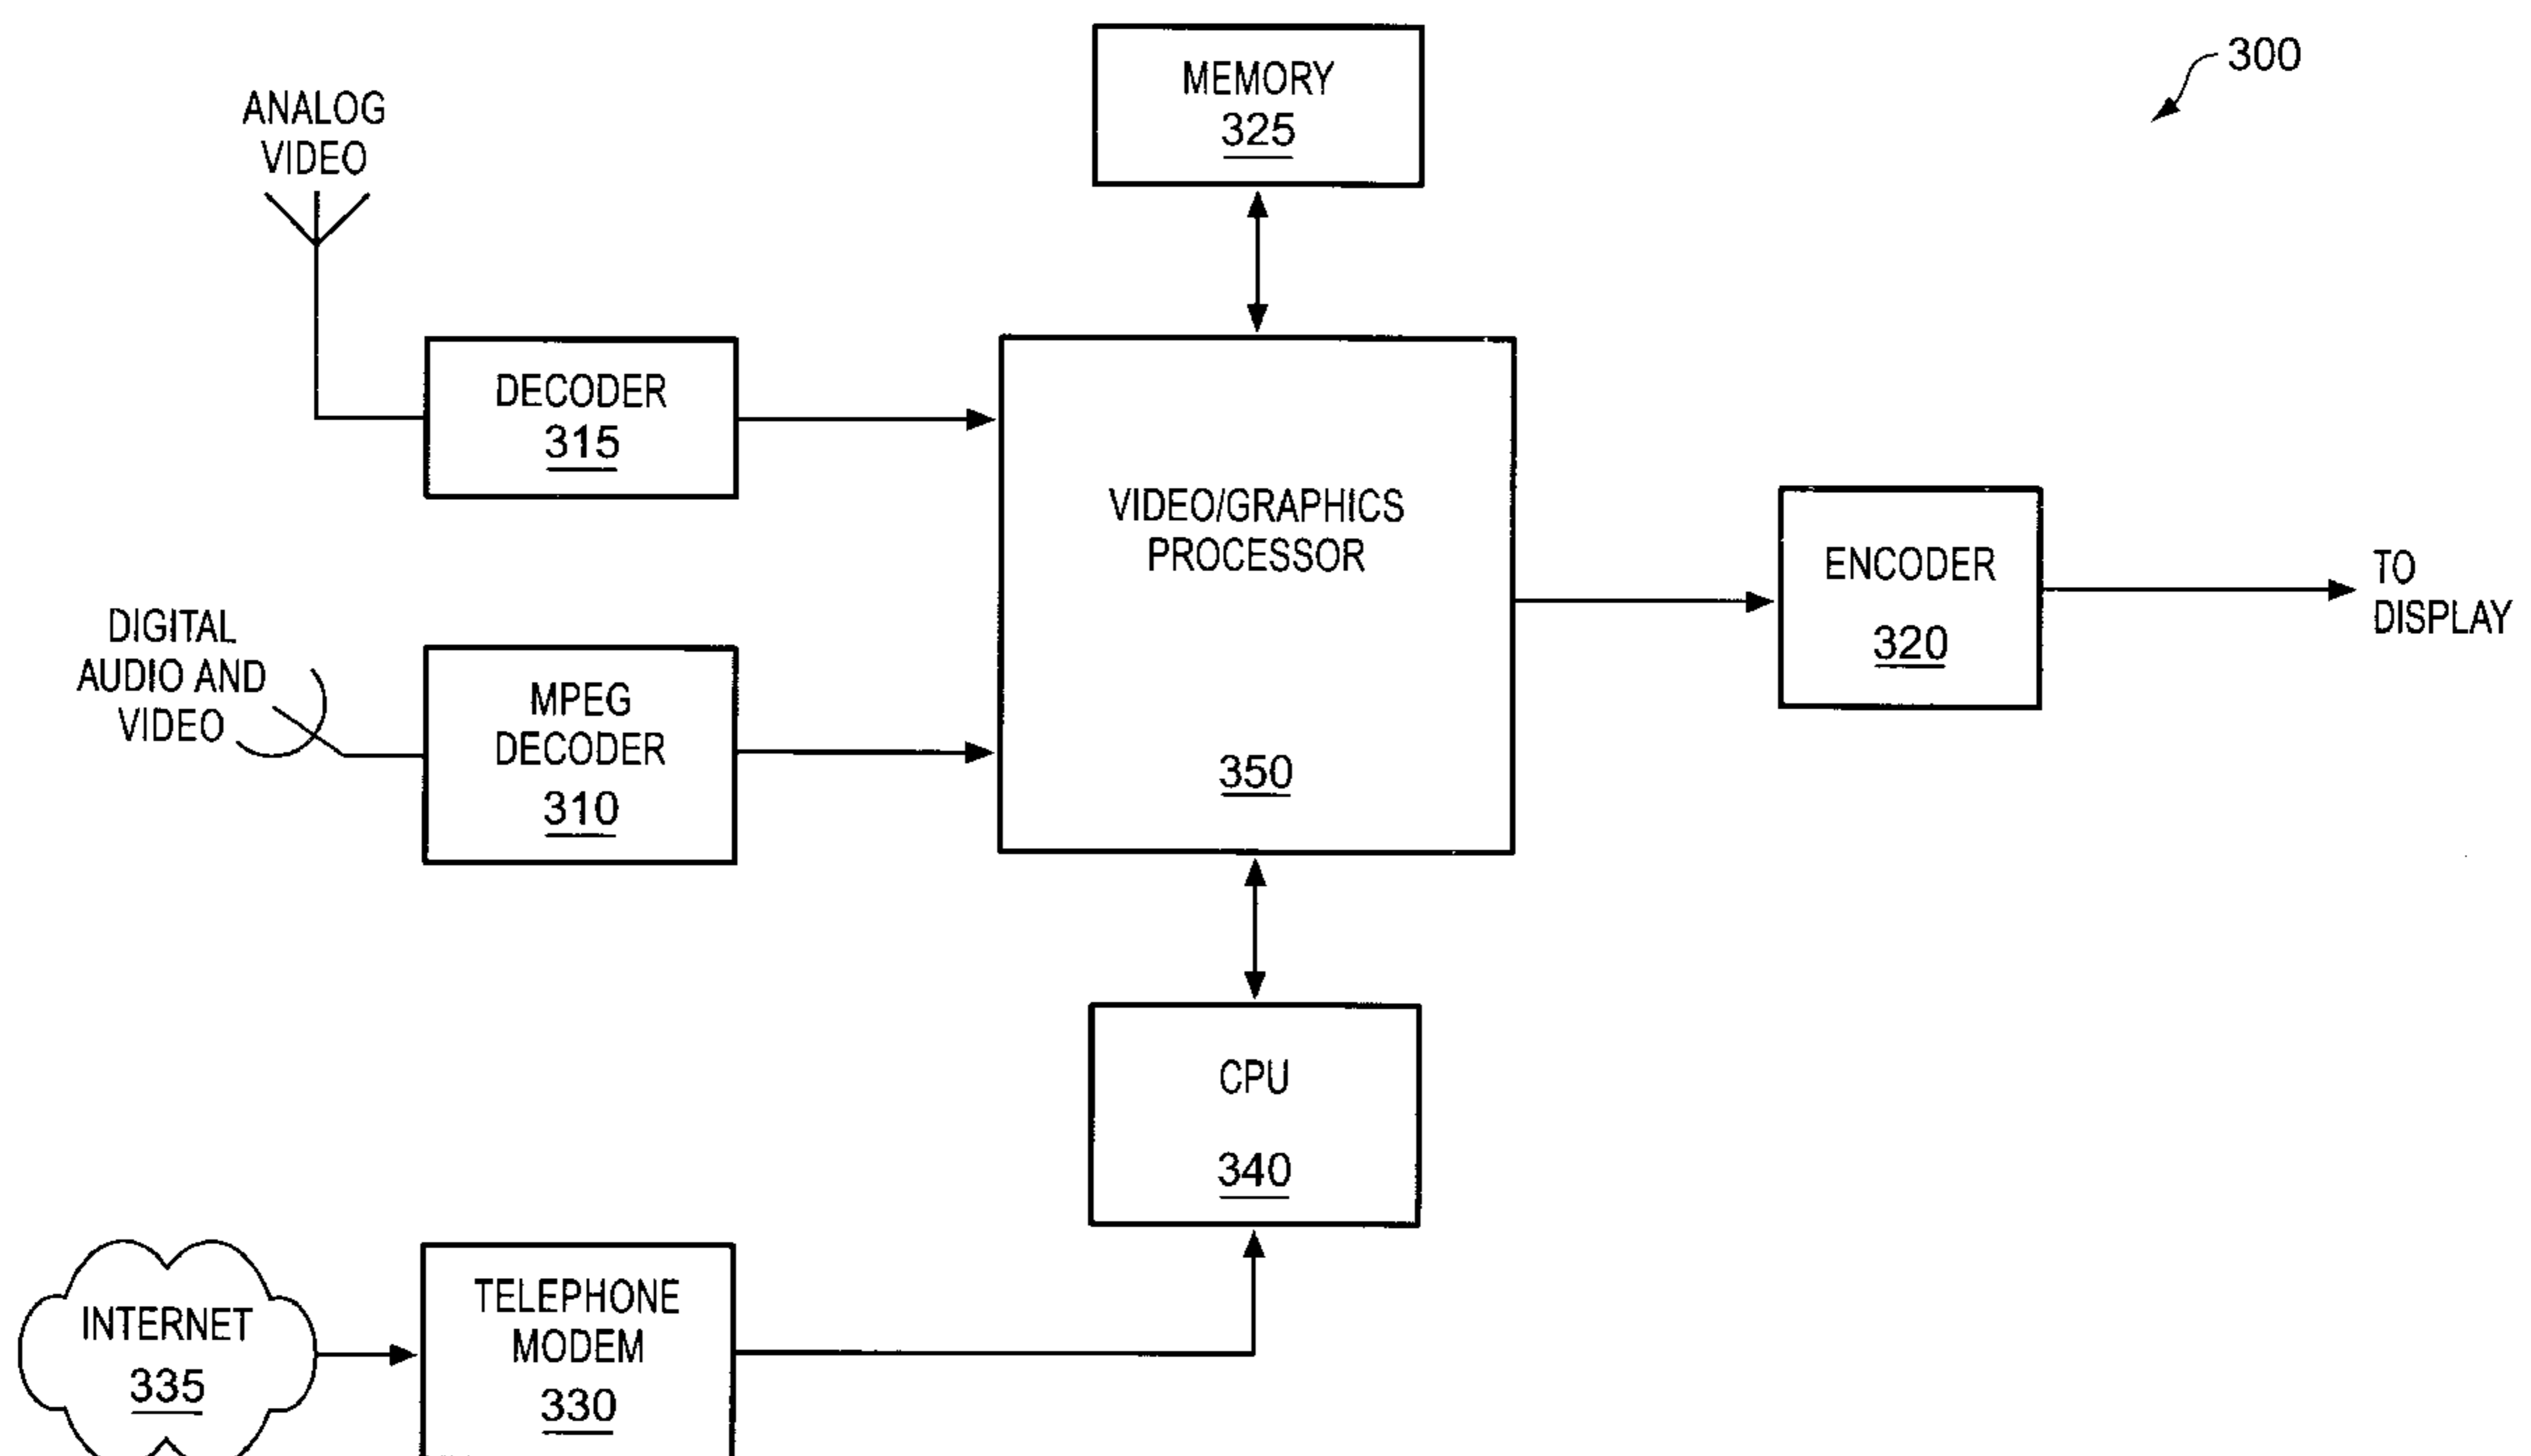 MEMORY
325
300
ANALOG
VIDEO
DECODER
315
VIDEO/GRAPHICS
PROCESSOR
350
ENCODER
320
TO
DISPLAY
DIGITAL
AUDIO AND
VIDEO
MPEG
DECODER
310
CPU
340
INTERNET
335
TELEPHONE
MODEM
330